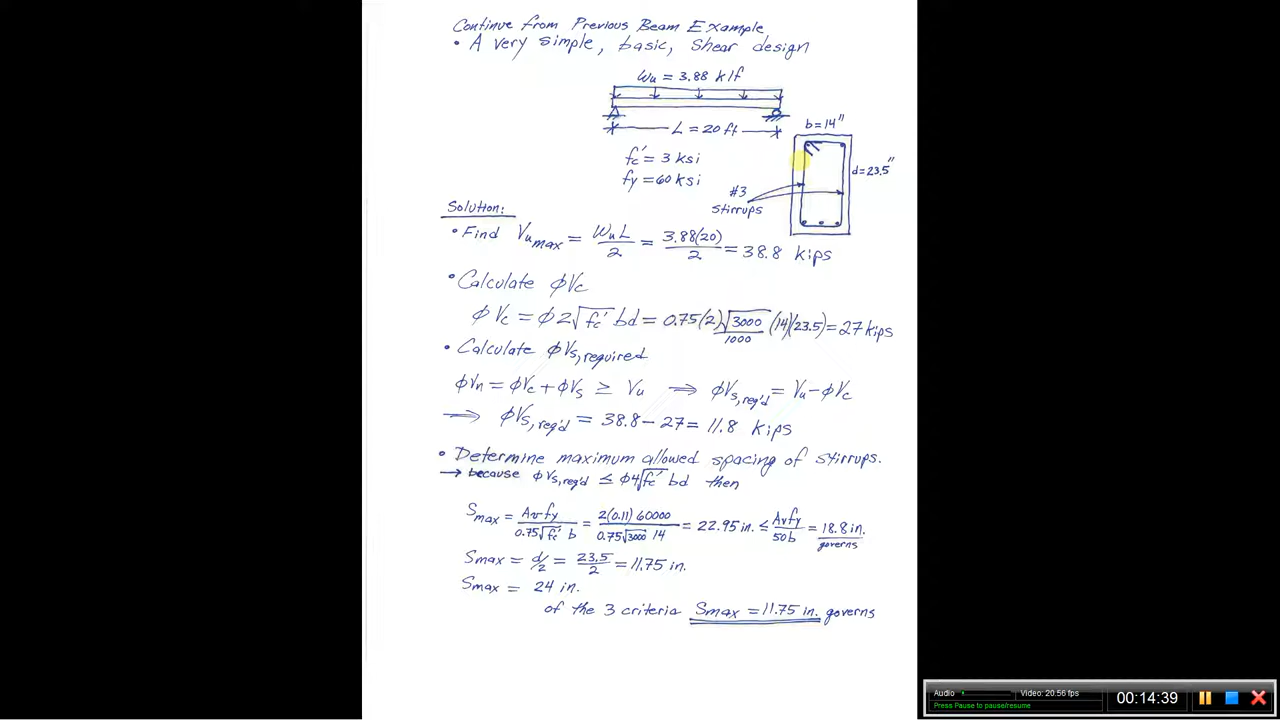 Continue from Previous Beam Example
• A very simple, basic, shear design
Wu = 3.88 klf
L = 20 ft
b = 14"
fc' = 3 ksi
d = 23.5"
fy = 60 ksi
#3
stirrups
Solution:
• Find Vu max = WuL/2 = 3.88(20)/2 = 38.8 kips
• Calculate φVc
φVc = φ2√fc' bd = 0.75(2)√3000/1000 (14)(23.5) = 27 kips
• Calculate φVs,required
φVn = φVc + φVs ≥ Vu ⟹ φVs,req'd = Vu − φVc
⟹ φVs,req'd = 38.8 − 27 = 11.8 kips
• Determine maximum allowed spacing of stirrups.
→ because φVs,req'd ≤ φ4√fc' bd then
Smax = Avfy/0.75√fc' b = 2(0.11)60000/0.75√3000 14 = 22.95 in. ≤ Avfy/50b = 18.8 in.
governs
Smax = d/2 = 23.5/2 = 11.75 in.
Smax = 24 in.
of the 3 criteria Smax = 11.75 in. governs
Audio
Video: 20.56 fps
Press Pause to pause/resume
00:14:39